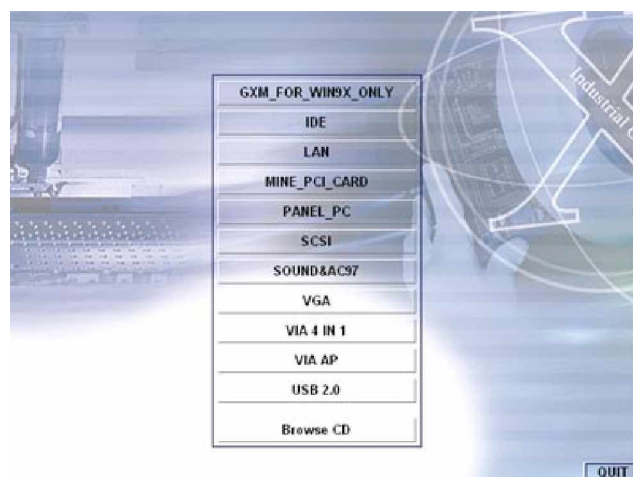 GXM_FOR_WIN9X_ONLY
IDE
LAN
MINE_PCI_CARD
PANEL_PC
SCSI
SOUND&AC97
VGA
VIA 4 IN 1
VIA AP
USB 2.0
Browse CD
Industrial
QUIT